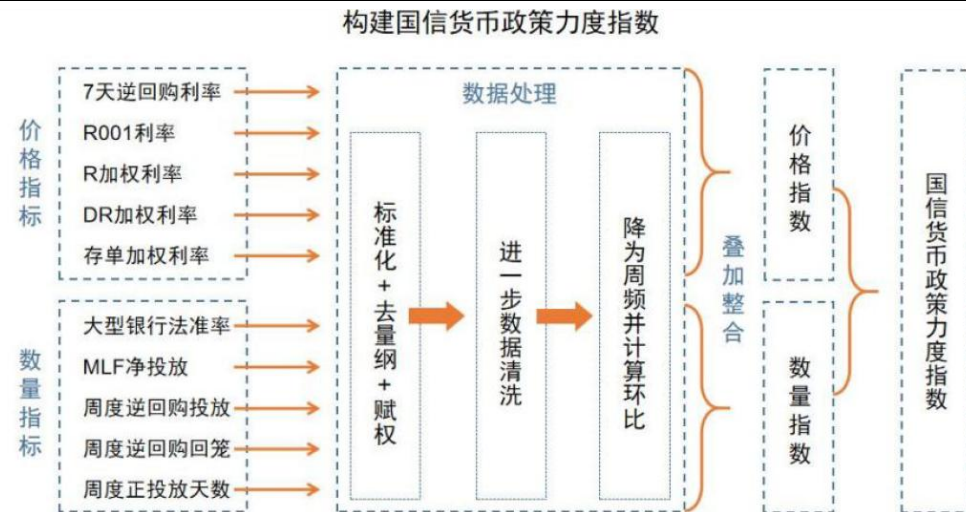 构建国信货币政策力度指数
价格指标
7天逆回购利率
R001利率
R加权利率
DR加权利率
存单加权利率
数量指标
大型银行法准率
MLF净投放
周度逆回购投放
周度逆回购回笼
周度正投放天数
数据处理
标准化+去量纲+赋权
进一步数据清洗
降为周频并计算环比
叠加整合
价格指数
数量指数
国信货币政策力度指数